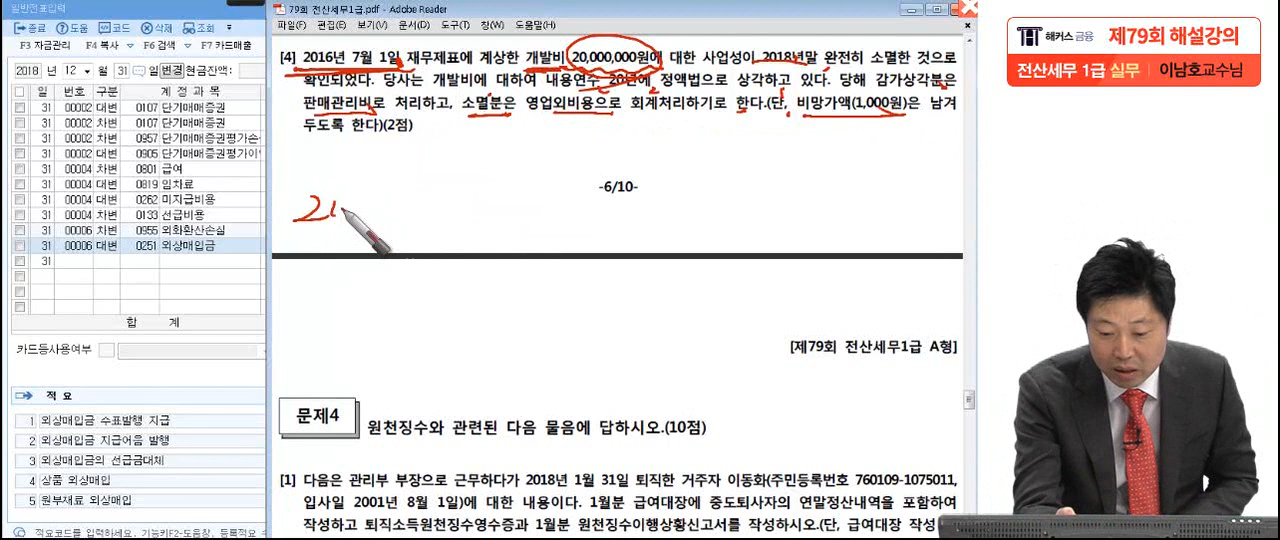 일반전표입력
종료 도움 코드 삭제 조회
F3 자금관리 F4 복사 F6 검색 F7 카드매출
2018 년 12 월 31 일 변경 현금잔액:
일 번호 구분 계 정 과 목
31 00002 대변 0107 단기매매증권
31 00002 차변 0107 단기매매증권
31 00002 차변 0957 단기매매증권평가손
31 00002 대변 0905 단기매매증권평가이
31 00004 차변 0801 급여
31 00004 차변 0819 임차료
31 00004 대변 0262 미지급비용
31 00004 차변 0133 선급비용
31 00006 차변 0955 외화환산손실
31 00006 대변 0251 외상매입금
31
합 계
카드등사용여부
적 요
1 외상매입금 수표발행 지급
2 외상매입금 지급어음 발행
3 외상매입금의 선급금대체
4 상품 외상매입
5 원부재료 외상매입
적요코드를 입력하세요. 기능키F2-도움창, 등록적요 수
79회 전산세무1급.pdf - Adobe Reader
파일(F) 편집(E) 보기(V) 문서(D) 도구(T) 창(W) 도움말(H)
[4] 2016년 7월 1일 재무제표에 계상한 개발비 20,000,000원에 대한 사업성이 2018년말 완전히 소멸한 것으로
확인되었다. 당사는 개발비에 대하여 내용연수 20년에 정액법으로 상각하고 있다. 당해 감가상각분은
판매관리비로 처리하고, 소멸분은 영업외비용으로 회계처리하기로 한다.(단, 비망가액(1,000원)은 남겨
두도록 한다)(2점)
-6/10-
[제79회 전산세무1급 A형]
문제4 원천징수와 관련된 다음 물음에 답하시오.(10점)
[1] 다음은 관리부 부장으로 근무하다가 2018년 1월 31일 퇴직한 거주자 이동화(주민등록번호 760109-1075011,
입사일 2001년 8월 1일)에 대한 내용이다. 1월분 급여대장에 중도퇴사자의 연말정산내역을 포함하여
작성하고 퇴직소득원천징수영수증과 1월분 원천징수이행상황신고서를 작성하시오.(단, 급여대장 작성
해커스 금융 제79회 해설강의
전산세무 1급 실무 이남호교수님